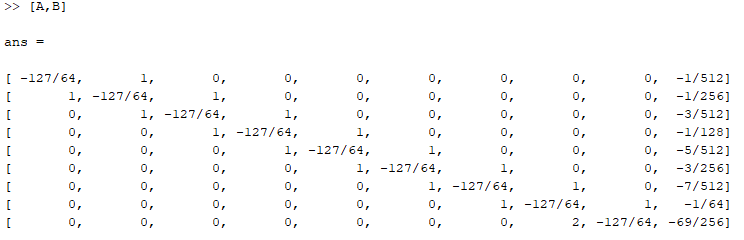 >> [A,B]
ans =
[ -127/64, 1, 0, 0, 0, 0, 0, 0, 0, -1/512]
[ 1, -127/64, 1, 0, 0, 0, 0, 0, 0, -1/256]
[ 0, 1, -127/64, 1, 0, 0, 0, 0, 0, -3/512]
[ 0, 0, 1, -127/64, 1, 0, 0, 0, 0, -1/128]
[ 0, 0, 0, 1, -127/64, 1, 0, 0, 0, -5/512]
[ 0, 0, 0, 0, 1, -127/64, 1, 0, 0, -3/256]
[ 0, 0, 0, 0, 0, 1, -127/64, 1, 0, -7/512]
[ 0, 0, 0, 0, 0, 0, 1, -127/64, 1, -1/64]
[ 0, 0, 0, 0, 0, 0, 0, 2, -127/64, -69/256]